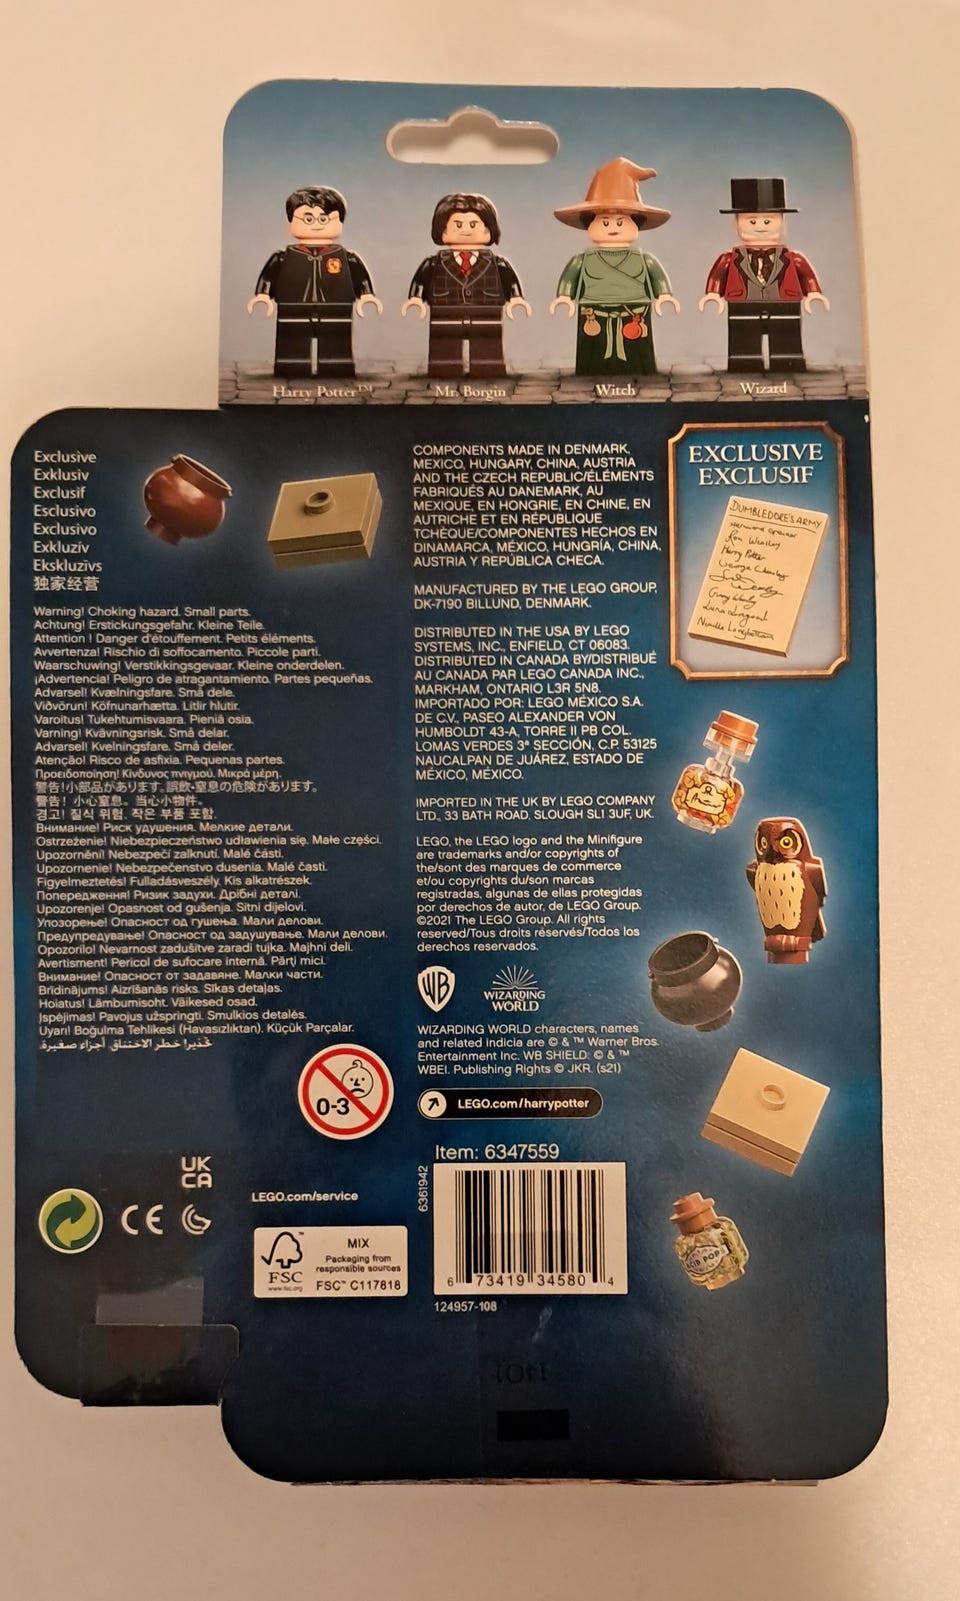 Harry Potter™
Mr. Borgin
Witch
Wizard
Exclusive
Exklusiv
Exclusif
Esclusivo
Exclusivo
Exkluzív
Ekskluzīvs
独家经营
Warning! Choking hazard. Small parts.
Achtung! Erstickungsgefahr. Kleine Teile.
Attention ! Danger d'étouffement. Petits éléments.
Avvertenza! Rischio di soffocamento. Piccole parti.
Waarschuwing! Verstikkingsgevaar. Kleine onderdelen.
¡Advertencia! Peligro de atragantamiento. Partes pequeñas.
Advarsel! Kvælningsfare. Små dele.
Viðvörun! Köfnunarhætta. Litlir hlutir.
Varoitus! Tukehtumisvaara. Pieniä osia.
Varning! Kvävningsrisk. Små delar.
Advarsel! Kvelningsfare. Små deler.
Atenção! Risco de asfixia. Pequenas partes.
Προειδοποίηση! Κίνδυνος πνιγμού. Μικρά μέρη.
警告!小部品があります。誤飲・窒息の危険があります。
警告！小心窒息。当心小物件。
경고! 질식 위험. 작은 부품 포함.
Внимание! Риск удушения. Мелкие детали.
Ostrzeżenie! Niebezpieczeństwo udławienia się. Małe części.
Upozornění! Nebezpečí zalknutí. Malé části.
Upozornenie! Nebezpečenstvo dusenia. Malé časti.
Figyelmeztetés! Fulladásveszély. Kis alkatrészek.
Попередження! Ризик задухи. Дрібні деталі.
Upozorenje! Opasnost od gušenja. Sitni dijelovi.
Упозорење! Опасност од гушења. Мали делови.
Предупредување! Опасност од задушување. Мали делови.
Opozorilo! Nevarnost zadušitve zaradi tujka. Majhni deli.
Avertisment! Pericol de sufocare internă. Părţi mici.
Внимание! Опасност от задавяне. Малки части.
Brīdinājums! Aizrīšanās risks. Sīkas detaļas.
Hoiatus! Lämbumisoht. Väikesed osad.
Įspėjimas! Pavojus užspringti. Smulkios detalės.
Uyarı! Boğulma Tehlikesi (Havasızlıktan). Küçük Parçalar.
تحذير! خطر الاختناق. أجزاء صغيرة.
0-3
UK
CA
CE
LEGO.com/service
FSC
www.fsc.org
MIX
Packaging from
responsible sources
FSC™ C117818
COMPONENTS MADE IN DENMARK,
MEXICO, HUNGARY, CHINA, AUSTRIA
AND THE CZECH REPUBLIC/ÉLÉMENTS
FABRIQUÉS AU DANEMARK, AU
MEXIQUE, EN HONGRIE, EN CHINE, EN
AUTRICHE ET EN RÉPUBLIQUE
TCHÈQUE/COMPONENTES HECHOS EN
DINAMARCA, MÉXICO, HUNGRÍA, CHINA,
AUSTRIA Y REPÚBLICA CHECA.
MANUFACTURED BY THE LEGO GROUP,
DK-7190 BILLUND, DENMARK.
DISTRIBUTED IN THE USA BY LEGO
SYSTEMS, INC., ENFIELD, CT 06083.
DISTRIBUTED IN CANADA BY/DISTRIBUÉ
AU CANADA PAR LEGO CANADA INC.,
MARKHAM, ONTARIO L3R 5N8.
IMPORTADO POR: LEGO MÉXICO S.A.
DE C.V., PASEO ALEXANDER VON
HUMBOLDT 43-A, TORRE II PB COL.
LOMAS VERDES 3ª SECCIÓN, C.P. 53125
NAUCALPAN DE JUÁREZ, ESTADO DE
MÉXICO, MÉXICO.
IMPORTED IN THE UK BY LEGO COMPANY
LTD., 33 BATH ROAD, SLOUGH SL1 3UF, UK.
LEGO, the LEGO logo and the Minifigure
are trademarks and/or copyrights of
the/sont des marques de commerce
et/ou copyrights du/son marcas
registradas, algunas de ellas protegidas
por derechos de autor, de LEGO Group.
©2021 The LEGO Group. All rights
reserved/Tous droits réservés/Todos los
derechos reservados.
WB
WIZARDING
WORLD
WIZARDING WORLD characters, names
and related indicia are © & ™ Warner Bros.
Entertainment Inc. WB SHIELD: © & ™
WBEI. Publishing Rights © JKR. (s21)
LEGO.com/harrypotter
Item: 6347559
6361942
6 73419 34580 4
124957-108
1401
EXCLUSIVE
EXCLUSIF
DUMBLEDORE'S ARMY
Hermione Granger
Ron Weasley
Harry Potter
George Weasley
Fred Weasley
Ginny Weasley
Luna Lovegood
Neville Longbottom
ACID POPS